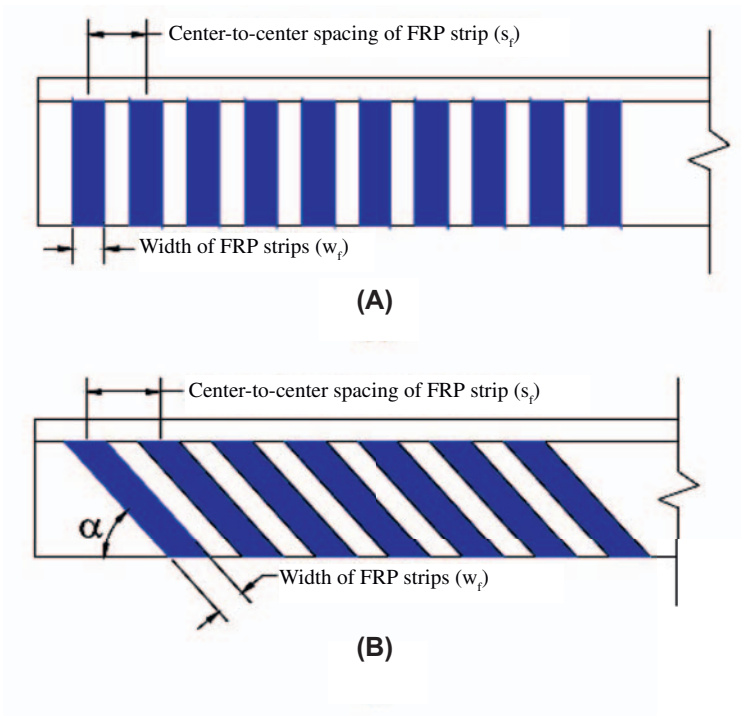 Center-to-center spacing of FRP strip (s_f)
Width of FRP strips (w_f)
(A)
Center-to-center spacing of FRP strip (s_f)
α
Width of FRP strips (w_f)
(B)